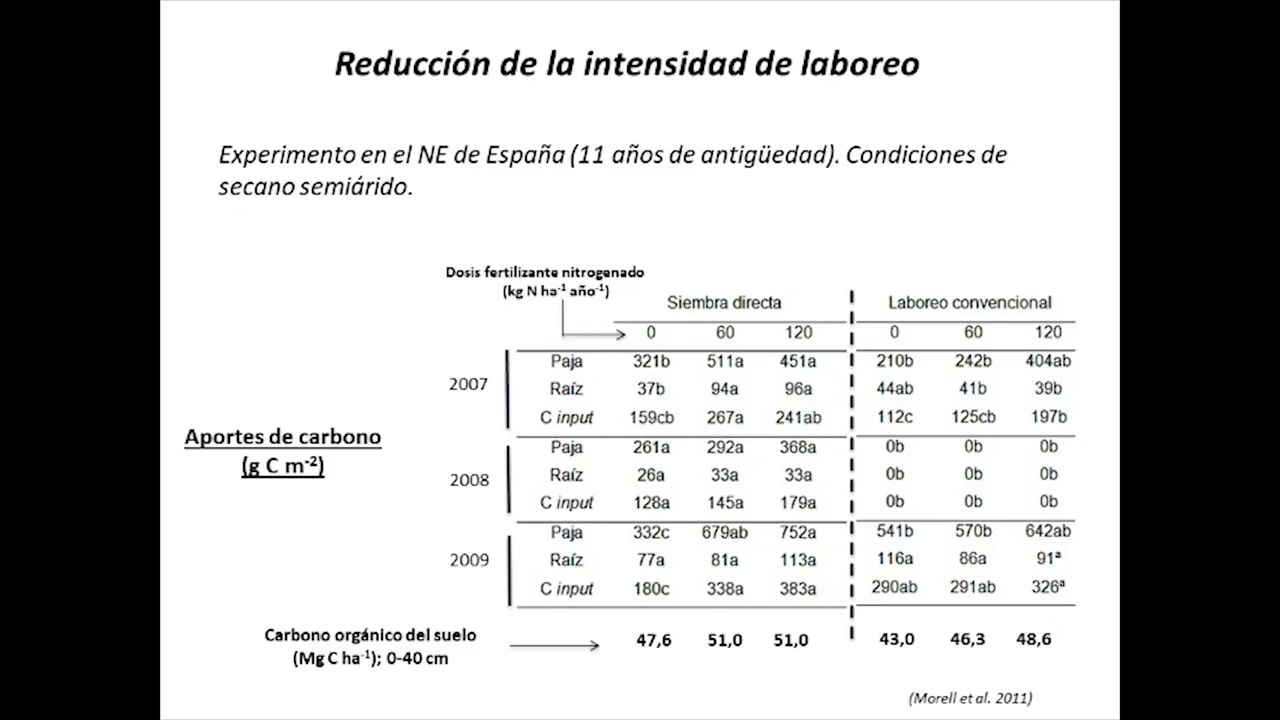 Reducción de la intensidad de laboreo
Experimento en el NE de España (11 años de antigüedad). Condiciones de
secano semiárido.
Dosis fertilizante nitrogenado
(kg N ha⁻¹ año⁻¹)
Siembra directa Laboreo convencional
0 60 120 0 60 120
Aportes de carbono
(g C m⁻²)
2007
Paja 321b 511a 451a 210b 242b 404ab
Raíz 37b 94a 96a 44ab 41b 39b
C input 159cb 267a 241ab 112c 125cb 197b
2008
Paja 261a 292a 368a 0b 0b 0b
Raíz 26a 33a 33a 0b 0b 0b
C input 128a 145a 179a 0b 0b 0b
2009
Paja 332c 679ab 752a 541b 570b 642ab
Raíz 77a 81a 113a 116a 86a 91ª
C input 180c 338a 383a 290ab 291ab 326ª
Carbono orgánico del suelo
(Mg C ha⁻¹); 0-40 cm
47,6 51,0 51,0 43,0 46,3 48,6
(Morell et al. 2011)